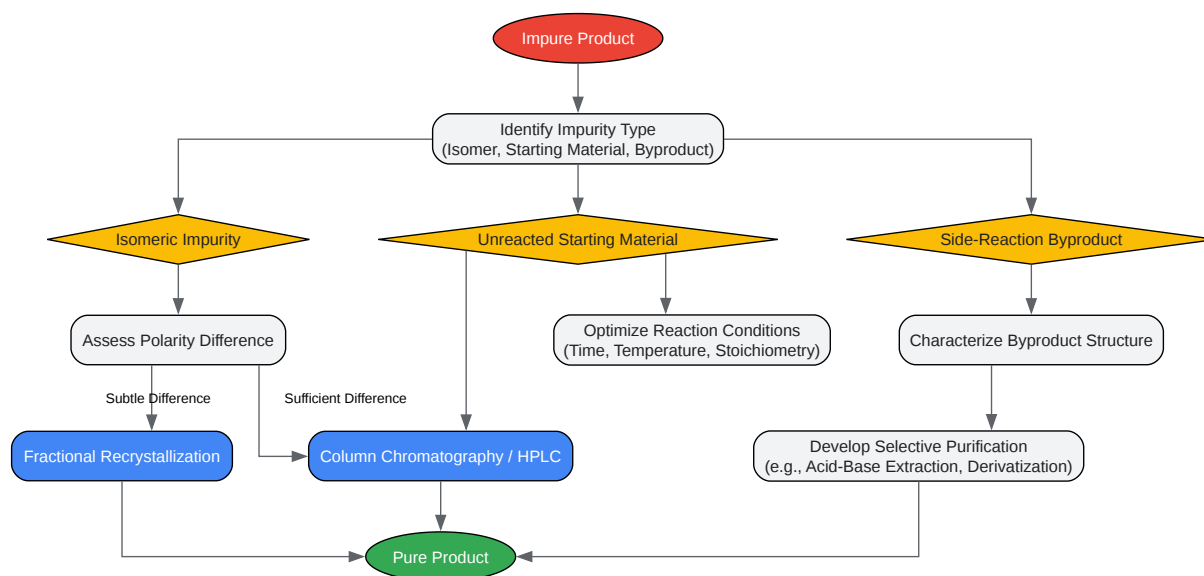 Impure Product
Identify Impurity Type
(Isomer, Starting Material, Byproduct)
Isomeric Impurity
Unreacted Starting Material
Side-Reaction Byproduct
Assess Polarity Difference
Optimize Reaction Conditions
(Time, Temperature, Stoichiometry)
Characterize Byproduct Structure
Subtle Difference
Sufficient Difference
Fractional Recrystallization
Column Chromatography / HPLC
Develop Selective Purification
(e.g., Acid-Base Extraction, Derivatization)
Pure Product